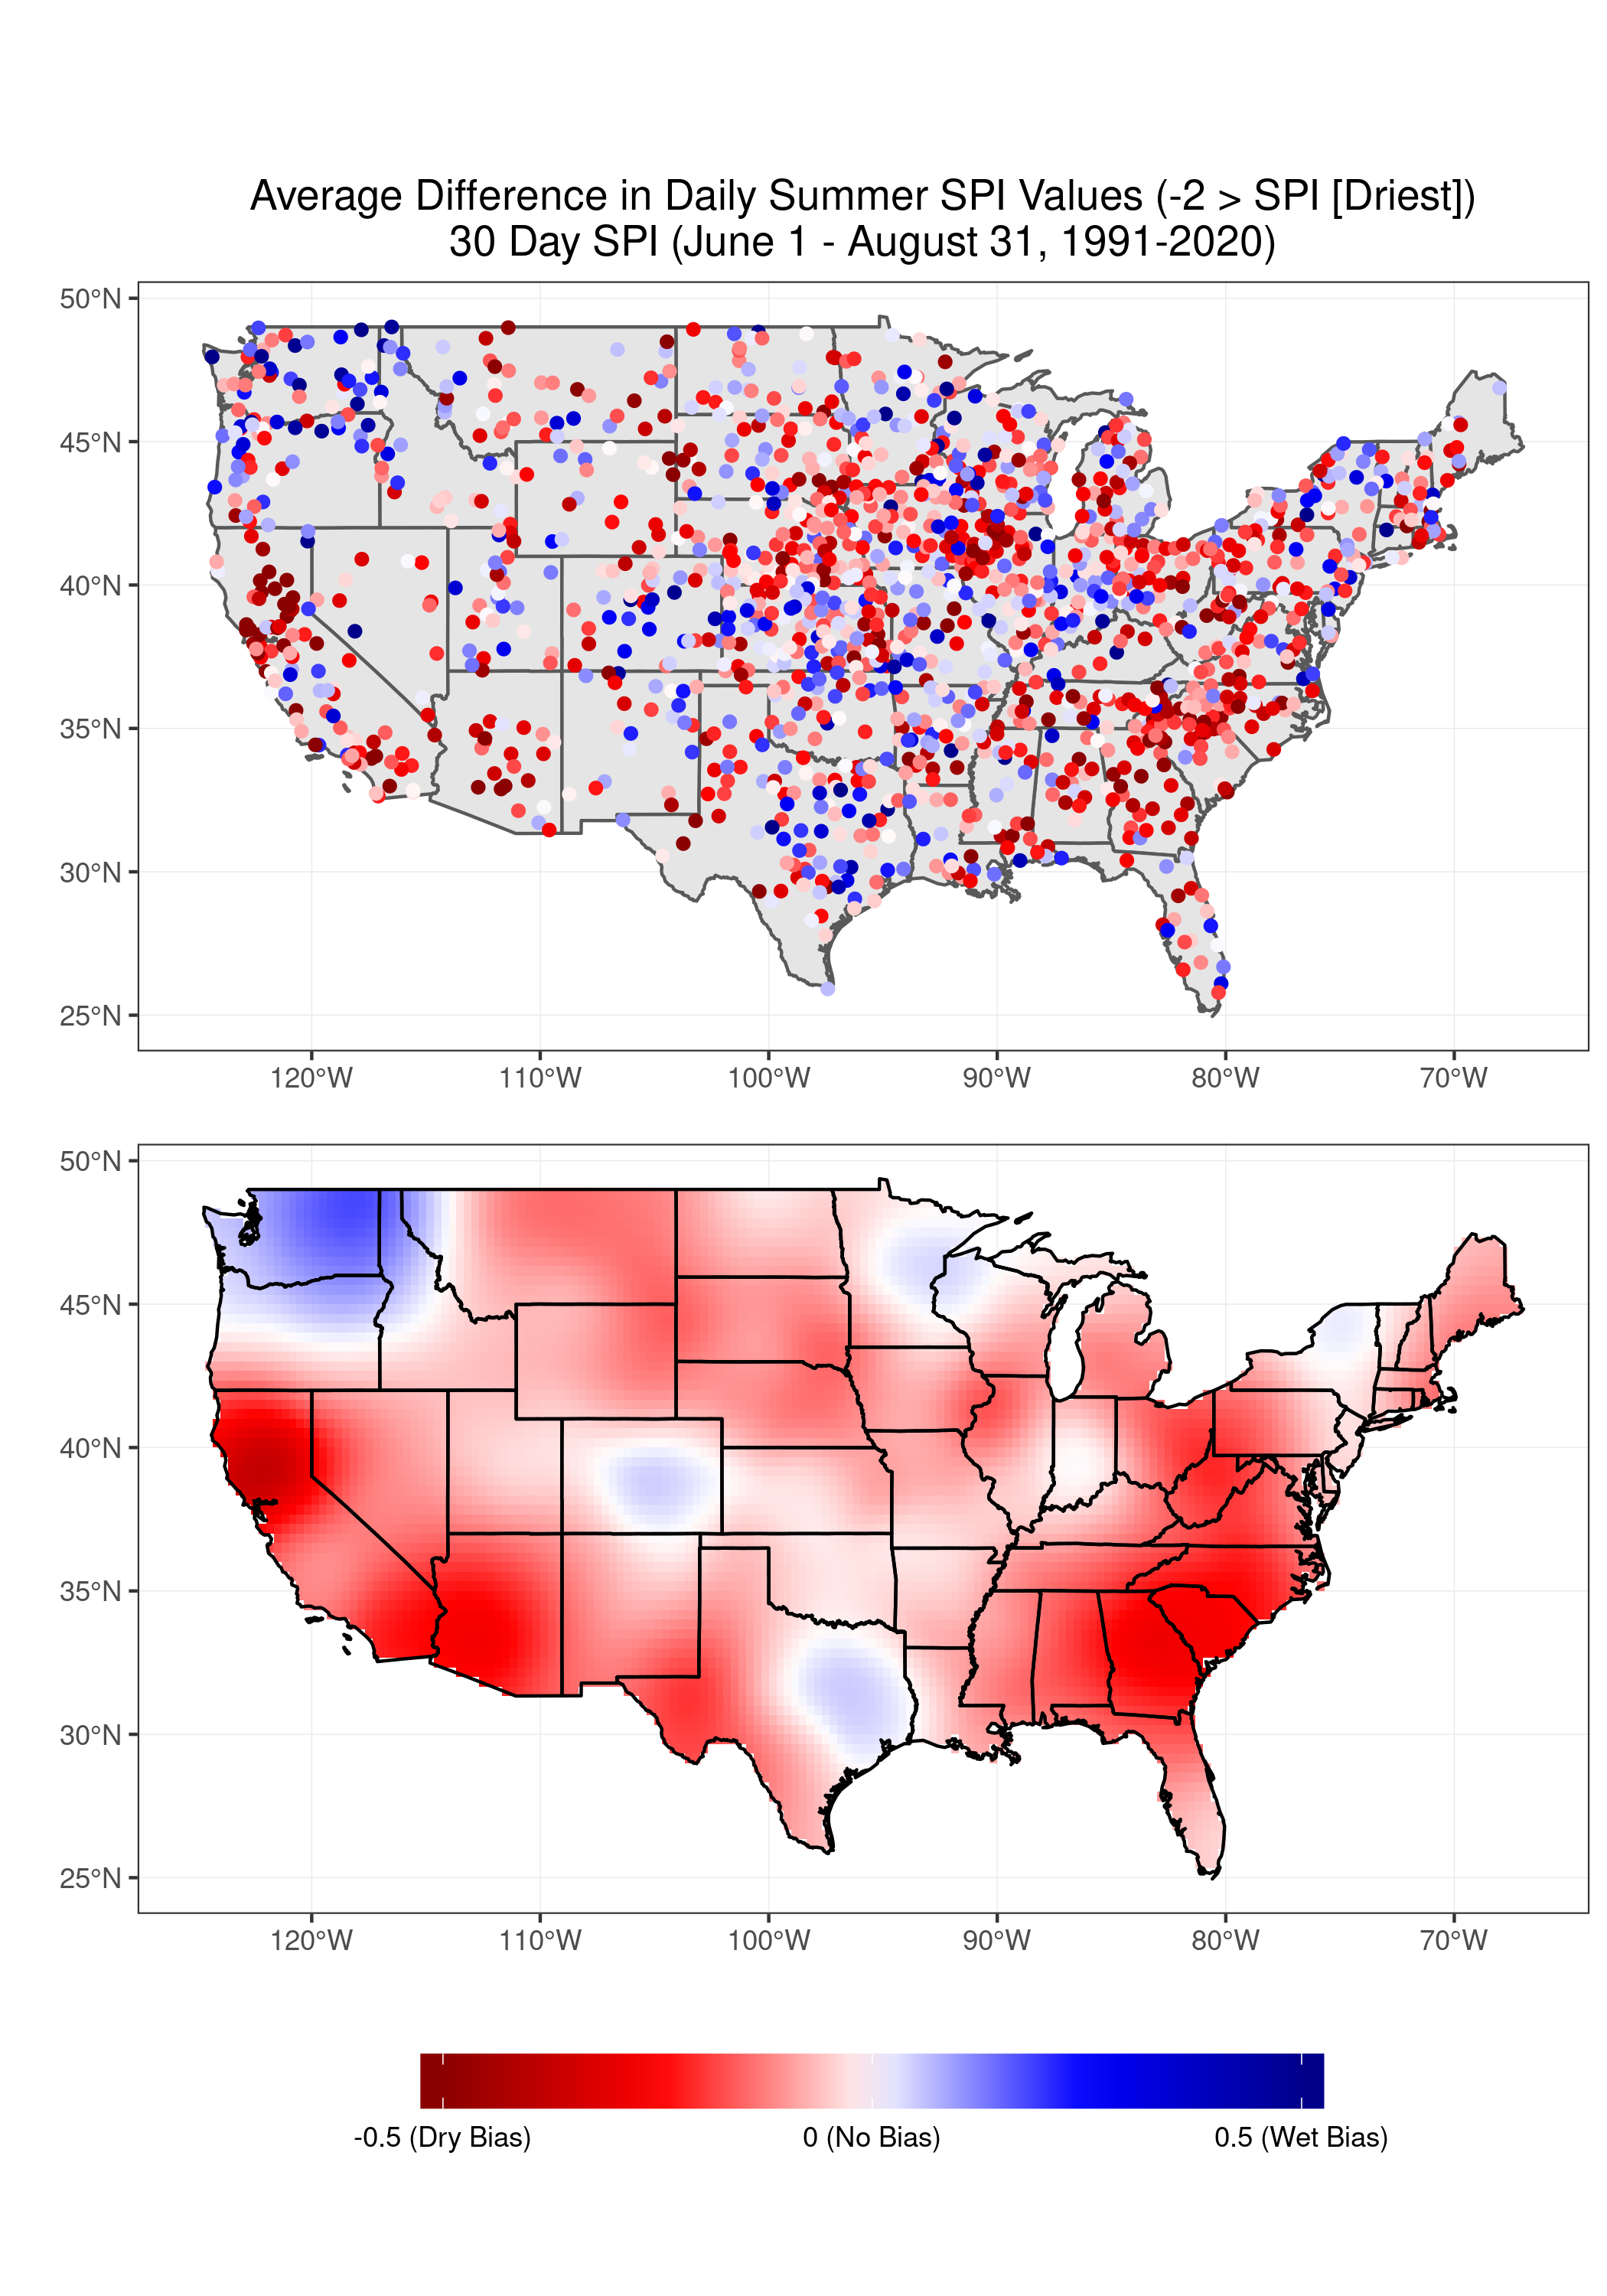 Average Difference in Daily Summer SPI Values (-2 > SPI [Driest])
30 Day SPI (June 1 - August 31, 1991-2020)
50°N
45°N
40°N
35°N
30°N
25°N
120°W 110°W 100°W 90°W 80°W 70°W
50°N
45°N
40°N
35°N
30°N
25°N
120°W 110°W 100°W 90°W 80°W 70°W
-0.5 (Dry Bias) 0 (No Bias) 0.5 (Wet Bias)